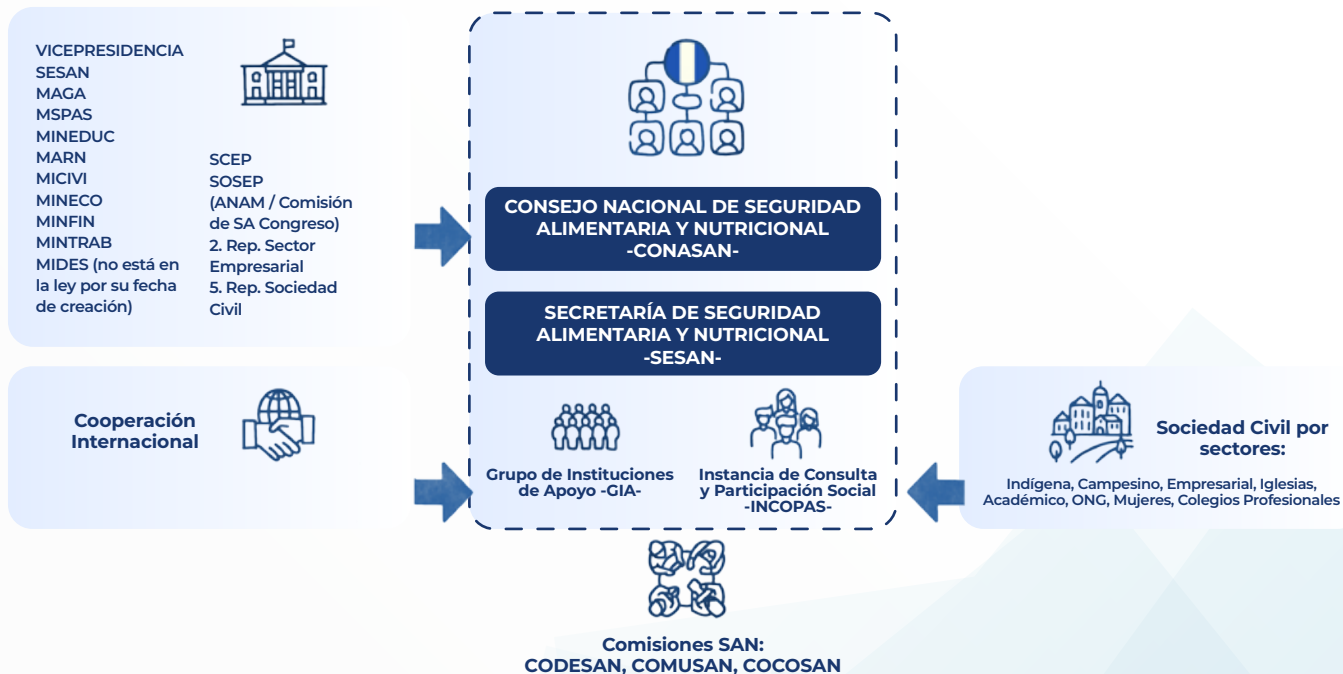 VICEPRESIDENCIA
SESAN
MAGA
MSPAS
MINEDUC
MARN
MICIVI
MINECO
MINFIN
MINTRAB
MIDES (no está en
la ley por su fecha
de creación)
SCEP
SOSEP
(ANAM / Comisión
de SA Congreso)
2. Rep. Sector
Empresarial
5. Rep. Sociedad
Civil
CONSEJO NACIONAL DE SEGURIDAD
ALIMENTARIA Y NUTRICIONAL
-CONASAN-
SECRETARÍA DE SEGURIDAD
ALIMENTARIA Y NUTRICIONAL
-SESAN-
Cooperación
Internacional
Grupo de Instituciones
de Apoyo -GIA-
Instancia de Consulta
y Participación Social
-INCOPAS-
Sociedad Civil por
sectores:
Indígena, Campesino, Empresarial, Iglesias,
Académico, ONG, Mujeres, Colegios Profesionales
Comisiones SAN:
CODESAN, COMUSAN, COCOSAN